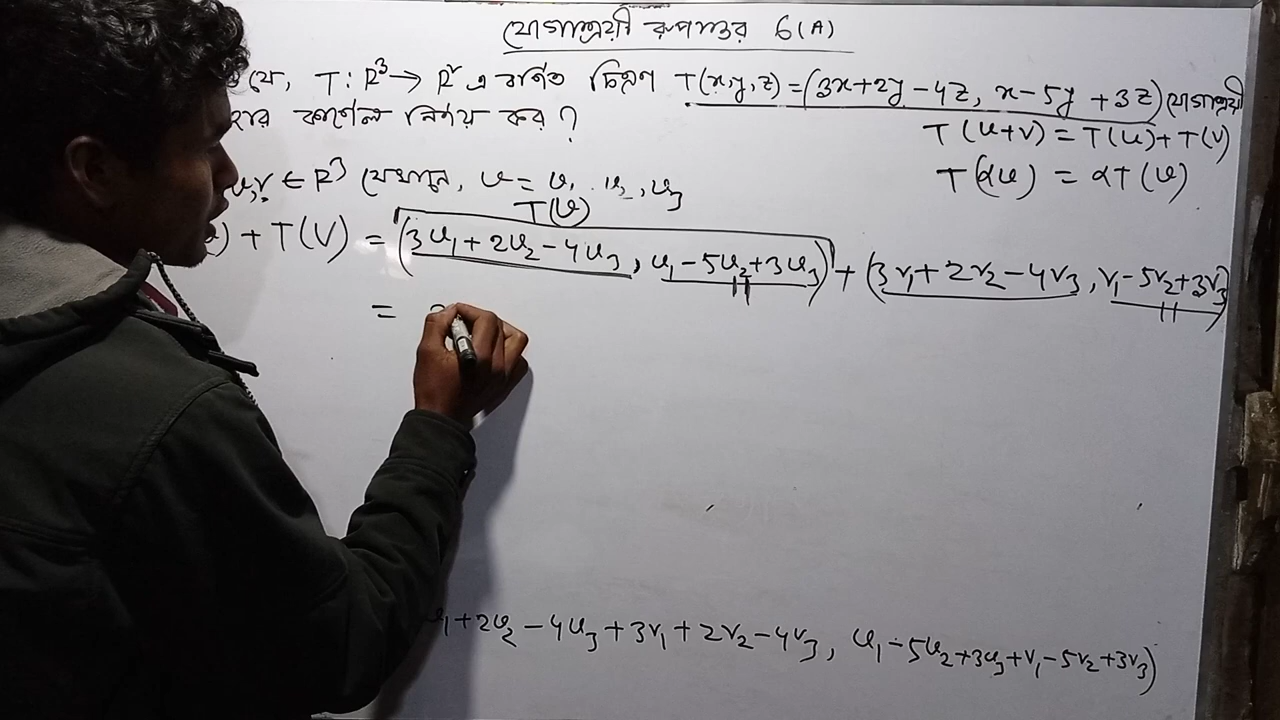 যোগাশ্রয়ী রূপান্তর 6(A)
যে, T: R³→ R² এ বর্ণিত চিত্রণ T(x,y,z)=(3x+2y-4z, x-5y+3z) যোগাশ্রয়ী
কার্ণেল নির্ণয় কর?
T(u+v) = T(u)+T(v)
T(αu) = αT(u)
u,v ∈ R³ যেখানে, u= u₁ u₂, u₃
T(u)
+ T(V) = (3u₁+2u₂-4u₃, u₁-5u₂+3u₃) + (3v₁+2v₂-4v₃, v₁-5v₂+3v₃)
=
u₁+2u₂-4u₃+3v₁+2v₂-4v₃, u₁-5u₂+3u₃+v₁-5v₂+3v₃)